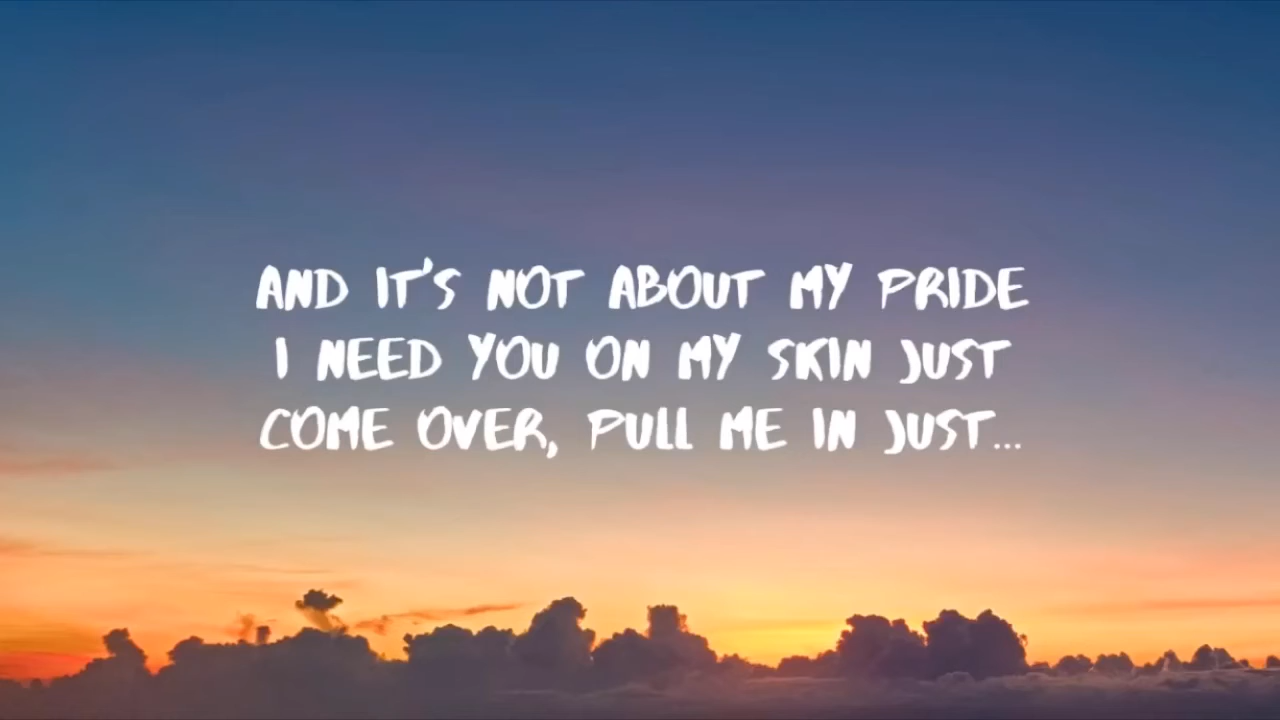 AND IT'S NOT ABOUT MY PRIDE
I NEED YOU ON MY SKIN JUST
COME OVER, PULL ME IN JUST...